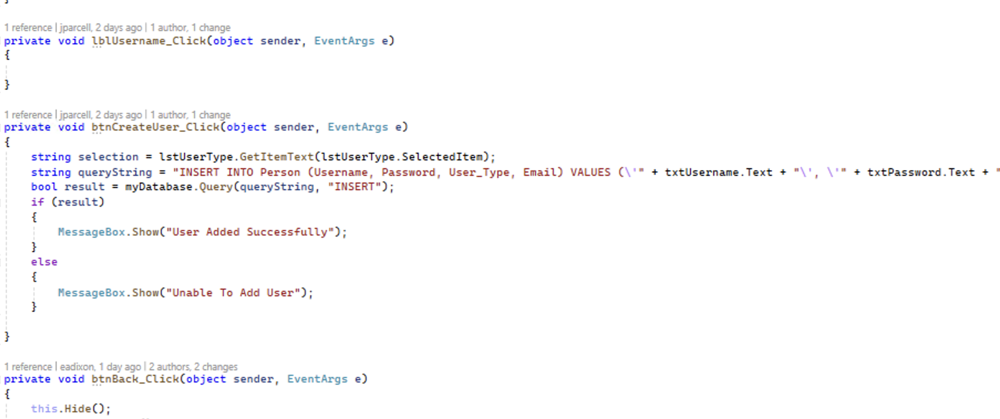 }
1 reference | jparcell, 2 days ago | 1 author, 1 change
private void lblUsername_Click(object sender, EventArgs e)
{
}
1 reference | jparcell, 2 days ago | 1 author, 1 change
private void btnCreateUser_Click(object sender, EventArgs e)
{
string selection = lstUserType.GetItemText(lstUserType.SelectedItem);
string queryString = "INSERT INTO Person (Username, Password, User_Type, Email) VALUES (\'" + txtUsername.Text + "\', \'" + txtPassword.Text + "
bool result = myDatabase.Query(queryString, "INSERT");
if (result)
{
MessageBox.Show("User Added Successfully");
}
else
{
MessageBox.Show("Unable To Add User");
}
}
1 reference | eadixon, 1 day ago | 2 authors, 2 changes
private void btnBack_Click(object sender, EventArgs e)
{
this.Hide();